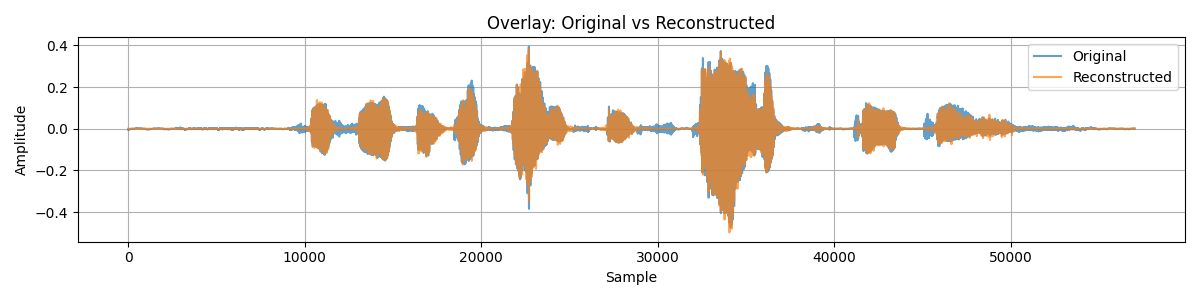 Overlay: Original vs Reconstructed
Original
Reconstructed
Amplitude
0.4
0.2
0.0
−0.2
−0.4
0 10000 20000 30000 40000 50000
Sample